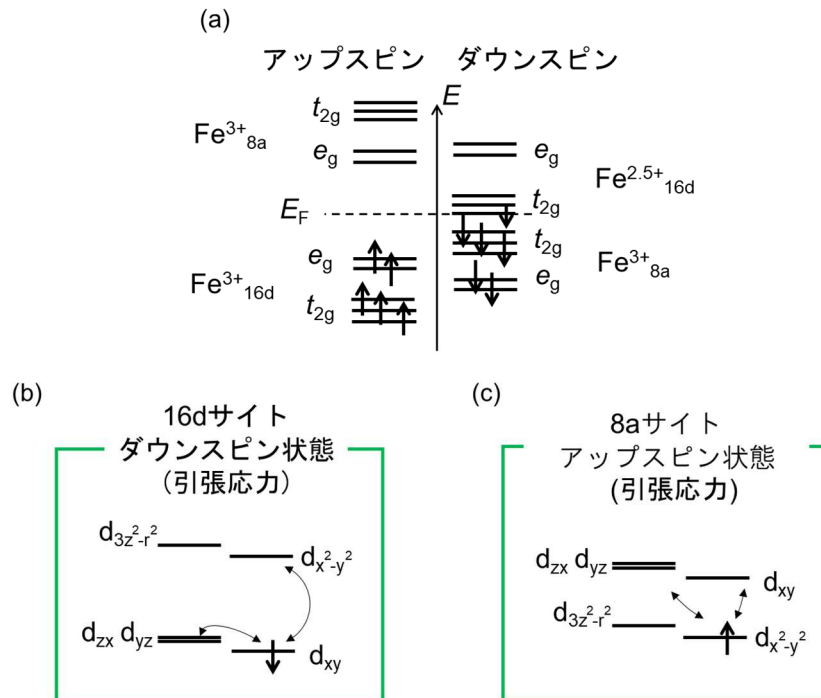 (a)
アップスピン ダウンスピン
E
t2g
Fe3+8a
eg
eg
Fe2.5+16d
t2g
EF
t2g
Fe3+8a
eg
eg
Fe3+16d
t2g
(b)
16dサイト
ダウンスピン状態
（引張応力）
d3z2-r2
dx2-y2
dzx dyz
dxy
(c)
8aサイト
アップスピン状態
(引張応力)
dzx dyz
dxy
d3z2-r2
dx2-y2